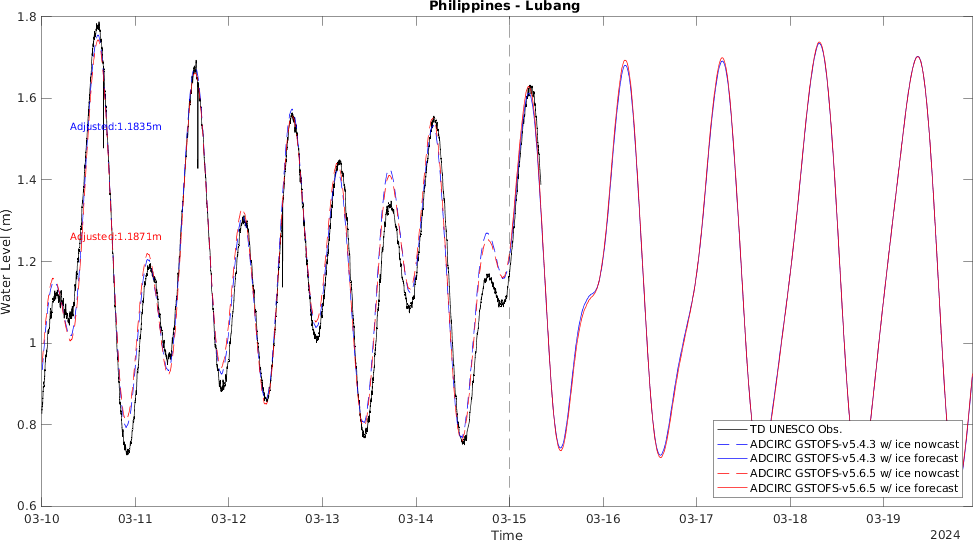 Philippines - Lubang
1.8
1.6
1.4
1.2
1
0.8
0.6
Water Level (m)
Adjusted:1.1835m
Adjusted:1.1871m
TD UNESCO Obs.
ADCIRC GSTOFS-v5.4.3 w/ ice nowcast
ADCIRC GSTOFS-v5.4.3 w/ ice forecast
ADCIRC GSTOFS-v5.6.5 w/ ice nowcast
ADCIRC GSTOFS-v5.6.5 w/ ice forecast
03-10 03-11 03-12 03-13 03-14 03-15 03-16 03-17 03-18 03-19
Time
2024